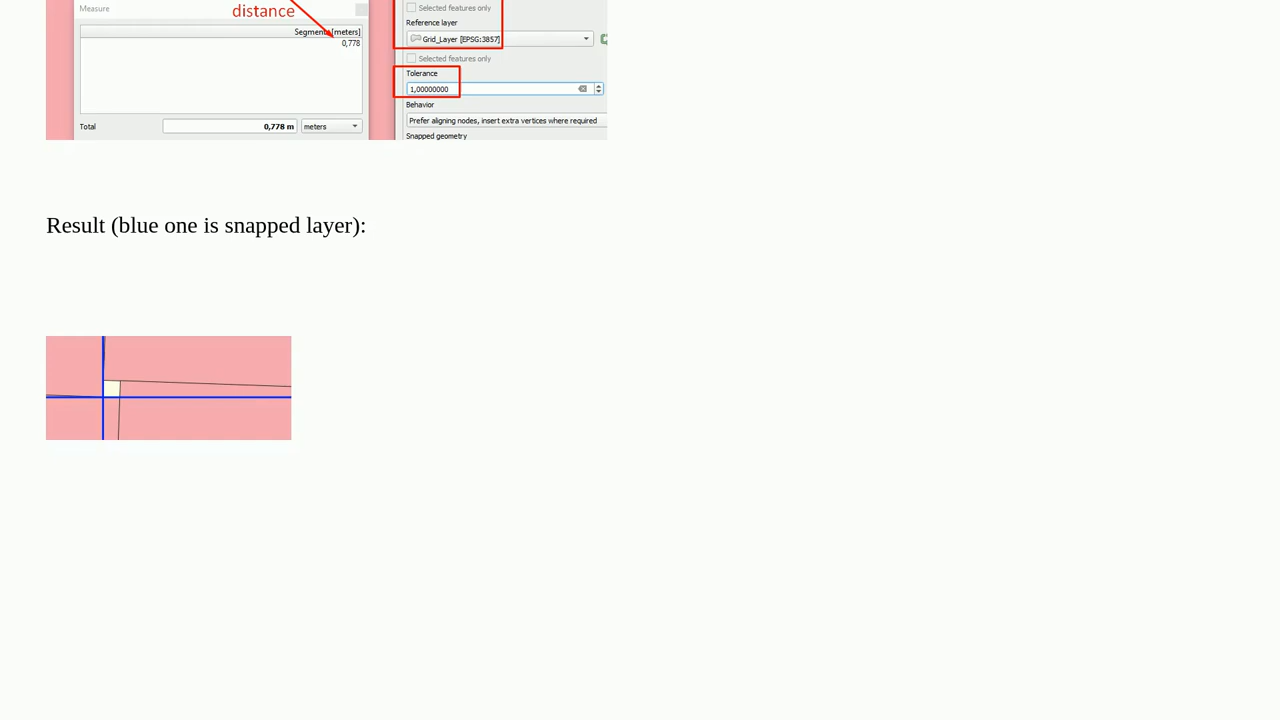 Measure
distance
Segments [meters]
0,778
Total
0,778 m
meters
Selected features only
Reference layer
Grid_Layer [EPSG:3857]
Selected features only
Tolerance
1,00000000
Behavior
Prefer aligning nodes, insert extra vertices where required
Snapped geometry
Result (blue one is snapped layer):